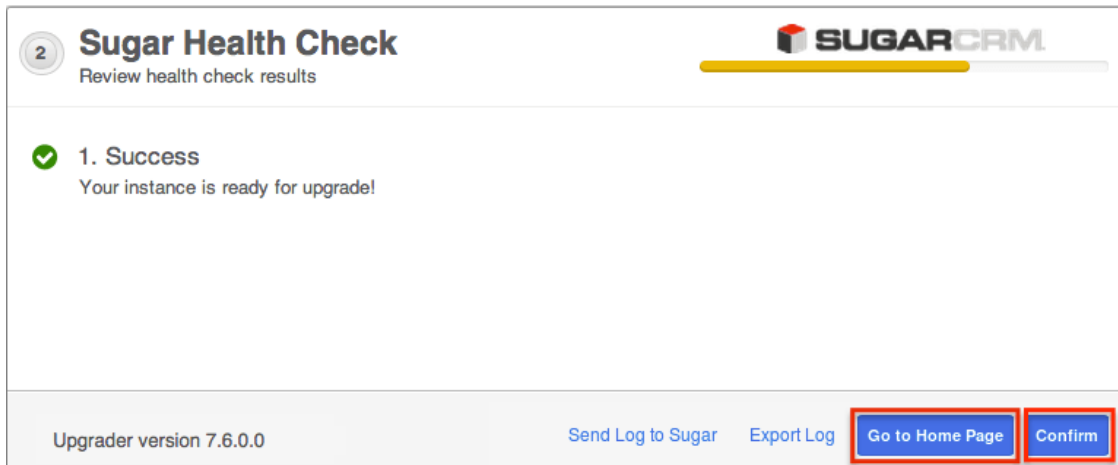 2
Sugar Health Check
Review health check results
SUGARCRM
1. Success
Your instance is ready for upgrade!
Upgrader version 7.6.0.0
Send Log to Sugar
Export Log
Go to Home Page
Confirm